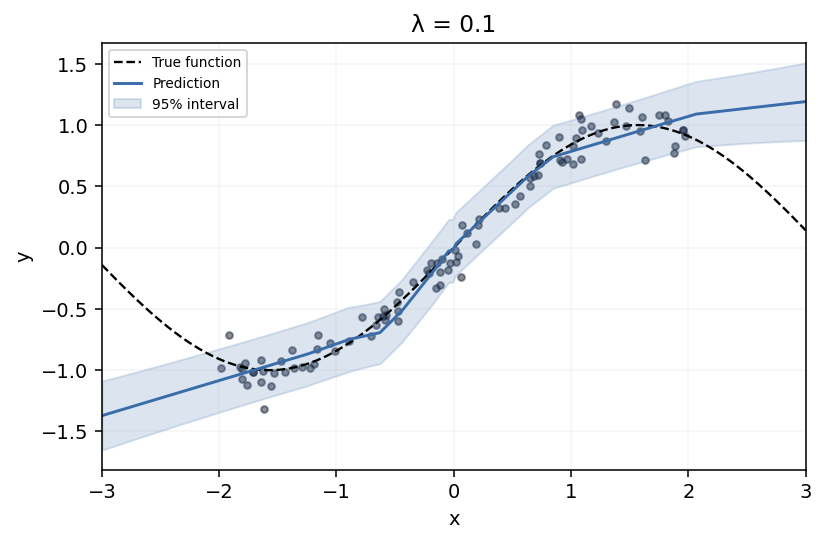 λ = 0.1
True function
Prediction
95% interval
y
1.5
1.0
0.5
0.0
−0.5
−1.0
−1.5
−3 −2 −1 0 1 2 3
x